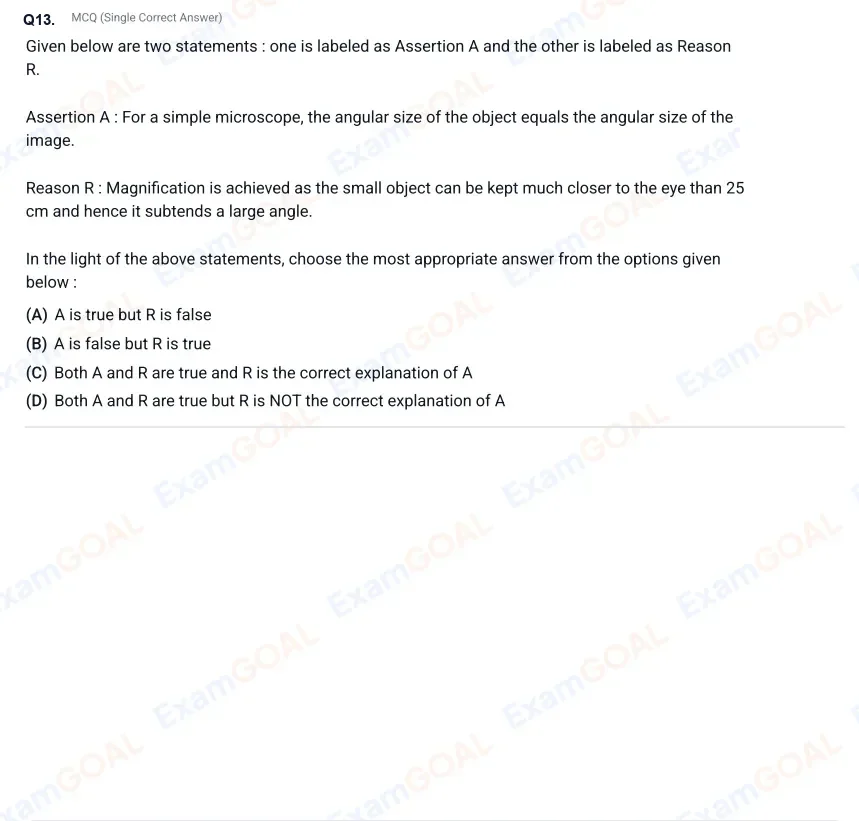 Q13. MCQ (Single Correct Answer)
Given below are two statements : one is labeled as Assertion A and the other is labeled as Reason
R.
Assertion A : For a simple microscope, the angular size of the object equals the angular size of the
image.
Reason R : Magnification is achieved as the small object can be kept much closer to the eye than 25
cm and hence it subtends a large angle.
In the light of the above statements, choose the most appropriate answer from the options given
below :
(A) A is true but R is false
(B) A is false but R is true
(C) Both A and R are true and R is the correct explanation of A
(D) Both A and R are true but R is NOT the correct explanation of A
ExamGOAL